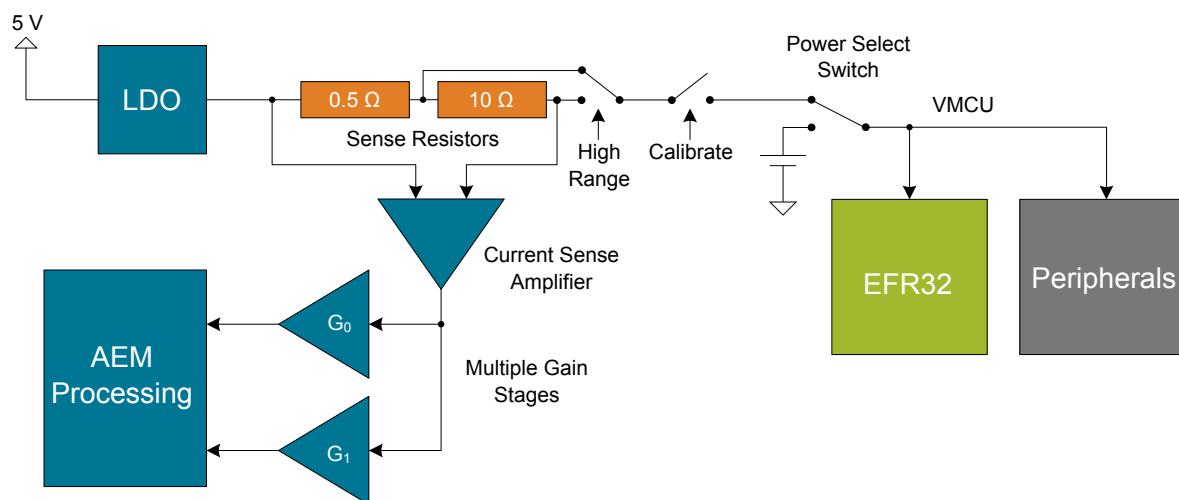 5 V
LDO
0.5 Ω
10 Ω
Sense Resistors
High
Range
Calibrate
Power Select
Switch
VMCU
Current Sense
Amplifier
EFR32
Peripherals
AEM
Processing
G₀
G₁
Multiple Gain
Stages